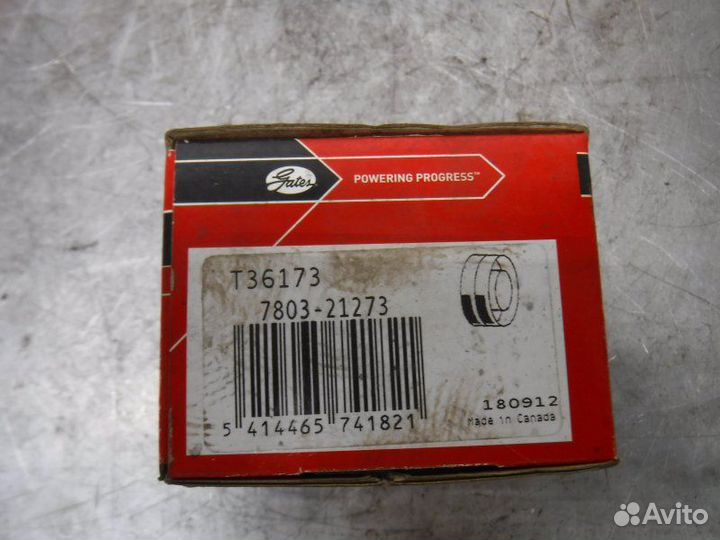 Gates
POWERING PROGRESS™
T36173
7803-21273
5 414465 741821
180912
Made in Canada
Avito